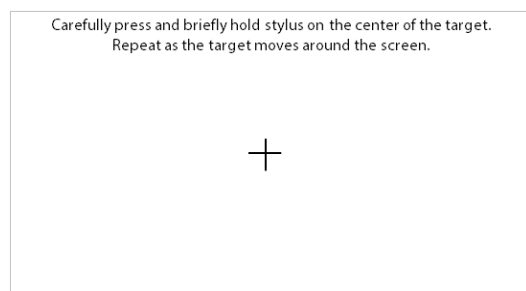 Carefully press and briefly hold stylus on the center of the target.
Repeat as the target moves around the screen.